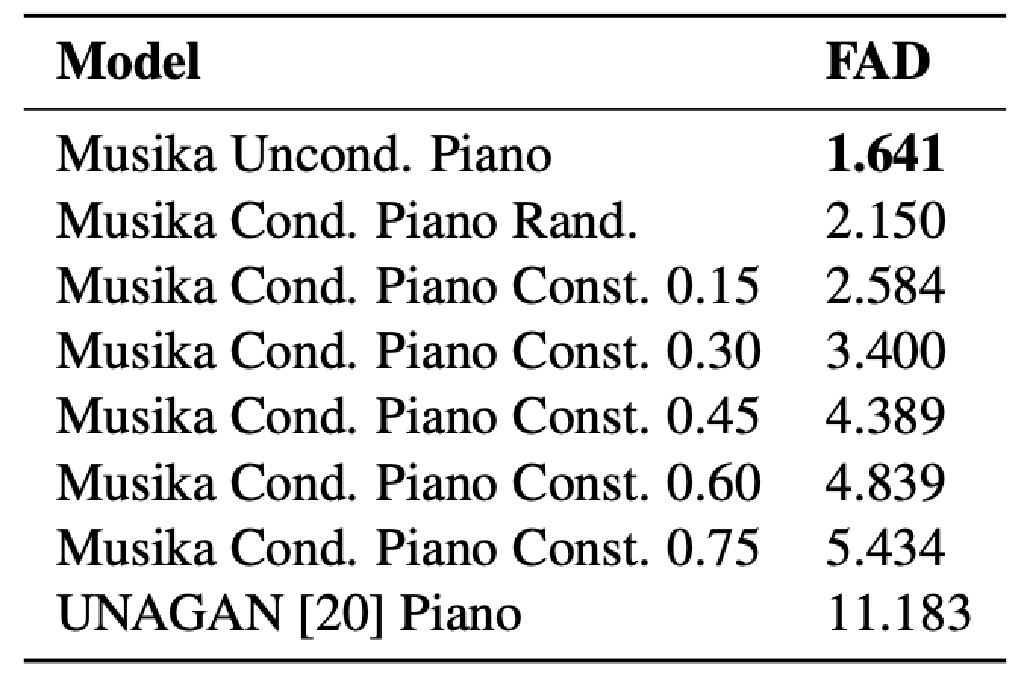 Model FAD
Musika Uncond. Piano 1.641
Musika Cond. Piano Rand. 2.150
Musika Cond. Piano Const. 0.15 2.584
Musika Cond. Piano Const. 0.30 3.400
Musika Cond. Piano Const. 0.45 4.389
Musika Cond. Piano Const. 0.60 4.839
Musika Cond. Piano Const. 0.75 5.434
UNAGAN [20] Piano 11.183